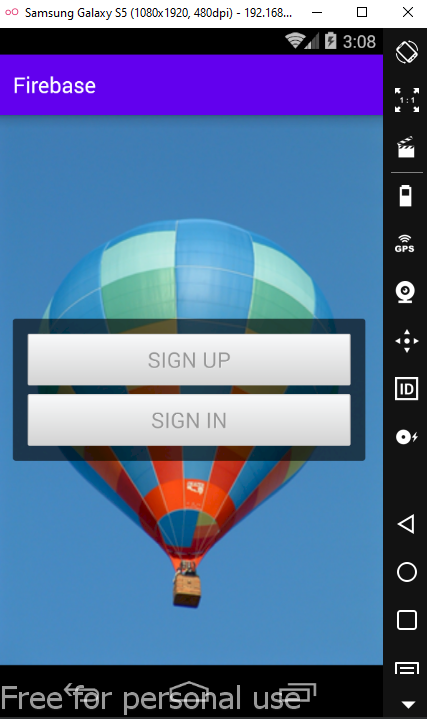 Samsung Galaxy S5 (1080x1920, 480dpi) - 192.168...
3:08
Firebase
1:1
GPS
SIGN UP
ID
SIGN IN
Free for personal use